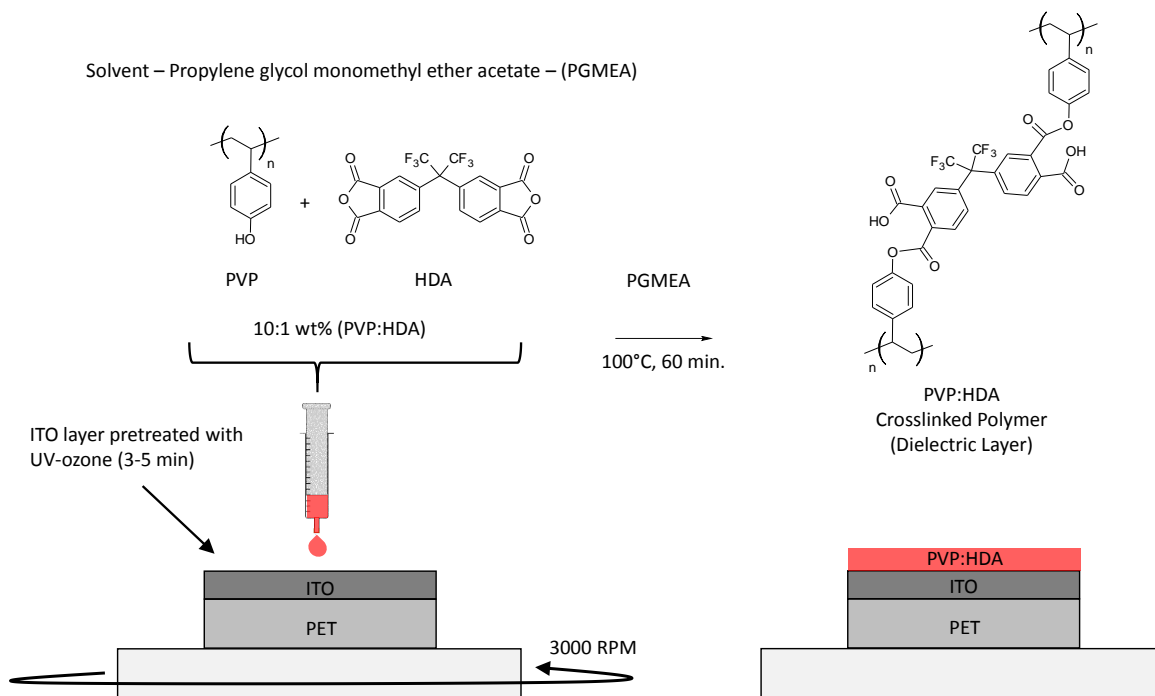 Solvent – Propylene glycol monomethyl ether acetate – (PGMEA)
n
HO
PVP
+
F₃C CF₃
O O
O O
O O
HDA
10:1 wt% (PVP:HDA)
PGMEA
100°C, 60 min.
n
O
O
F₃C CF₃
OH
O
O
HO
O
O
n
PVP:HDA
Crosslinked Polymer
(Dielectric Layer)
ITO layer pretreated with
UV-ozone (3-5 min)
ITO
PET
3000 RPM
PVP:HDA
ITO
PET